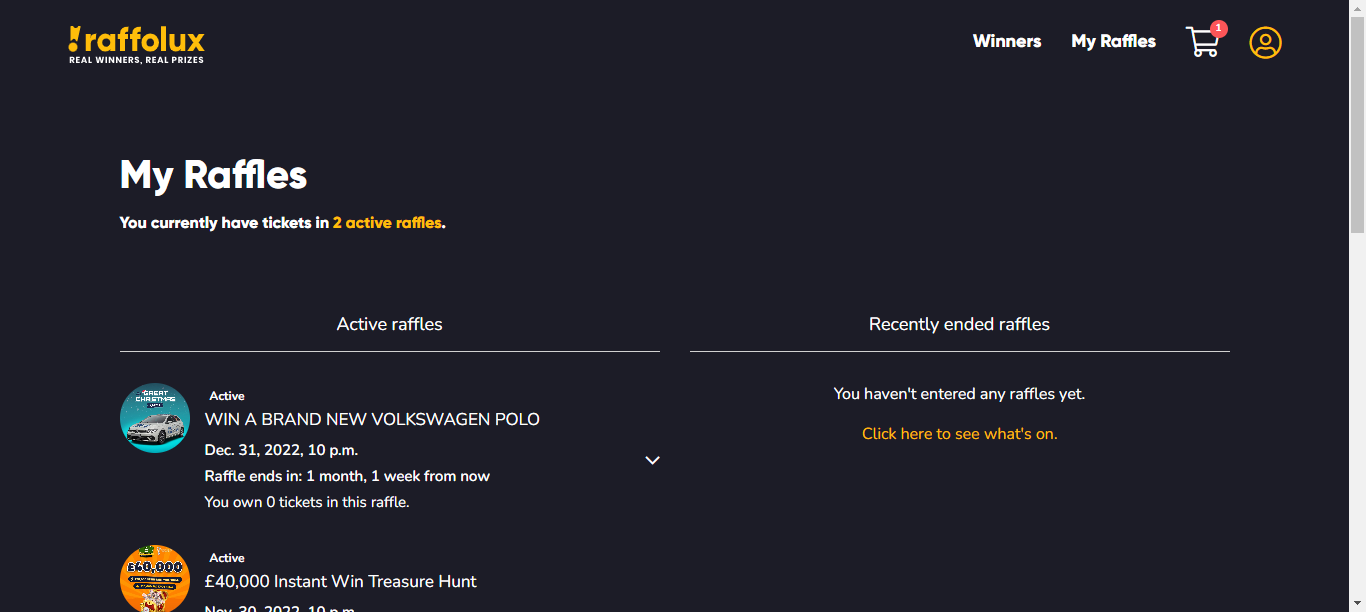 raffolux
REAL WINNERS, REAL PRIZES
Winners
My Raffles
1
My Raffles
You currently have tickets in 2 active raffles.
Active raffles
Active
WIN A BRAND NEW VOLKSWAGEN POLO
Dec. 31, 2022, 10 p.m.
Raffle ends in: 1 month, 1 week from now
You own 0 tickets in this raffle.
GREAT
CHRISTMAS
Active
£40,000 Instant Win Treasure Hunt
Nov. 30, 2022, 10 p.m.
£40,000
Recently ended raffles
You haven't entered any raffles yet.
Click here to see what's on.